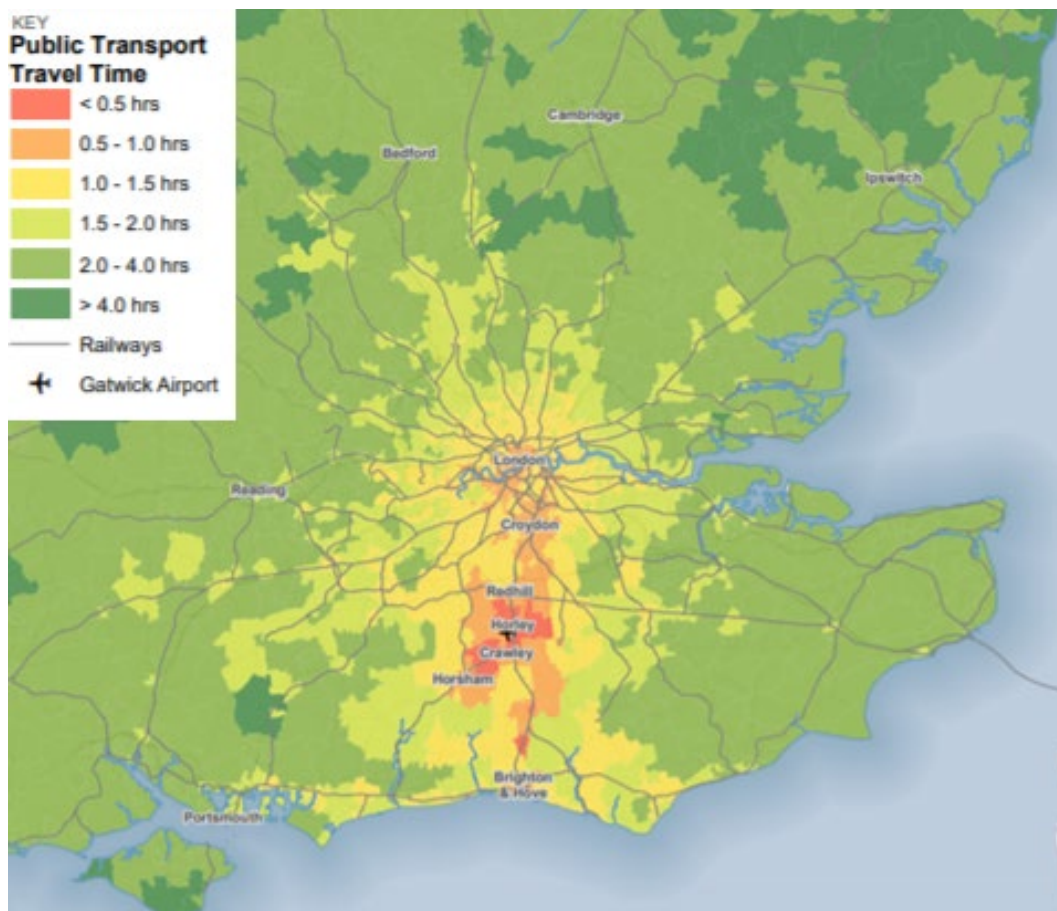 KEY
Public Transport
Travel Time
< 0.5 hrs
0.5 - 1.0 hrs
1.0 - 1.5 hrs
1.5 - 2.0 hrs
2.0 - 4.0 hrs
> 4.0 hrs
Railways
Gatwick Airport
Cambridge
Bedford
Ipswitch
London
Reading
Croydon
Redhill
Horley
Crawley
Horsham
Brighton
& Hove
Portsmouth